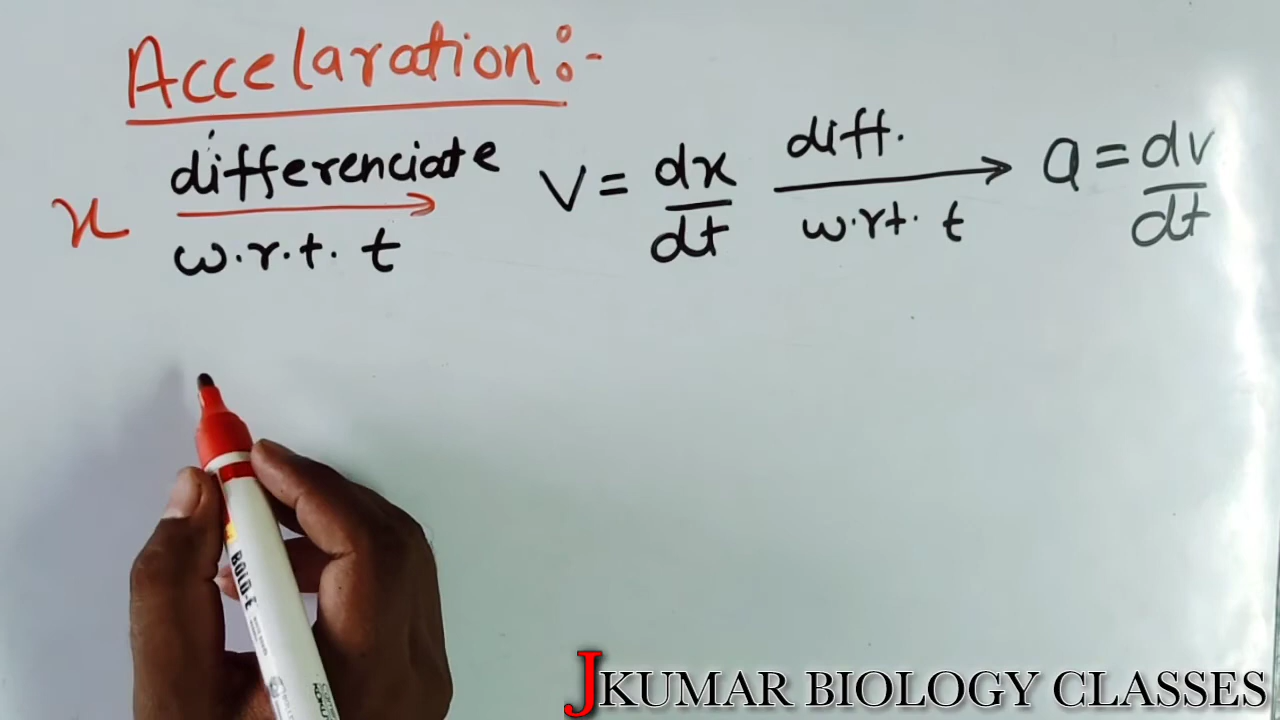 Accelaration :-
x differenciate w.r.t. t V = dx/dt diff. w.r.t. t a = dv/dt
BOLD-E
JKUMAR BIOLOGY CLASSES